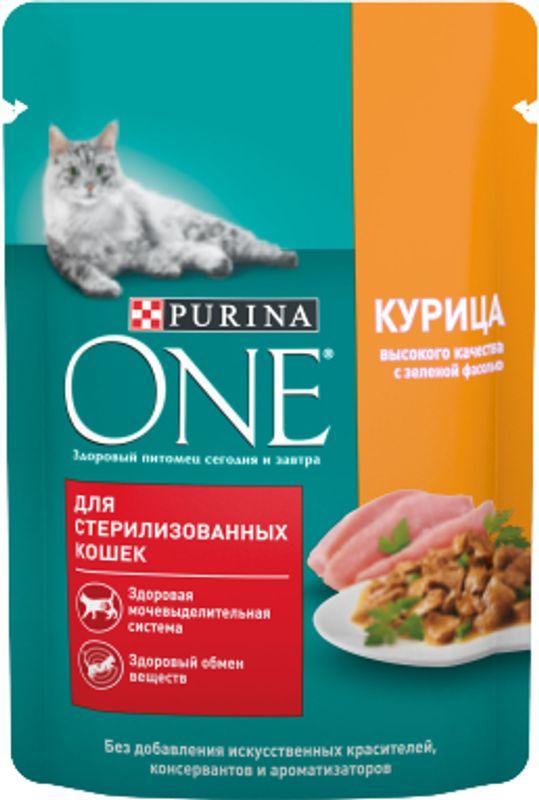 PURINA
ONE®
Здоровый питомец сегодня и завтра
КУРИЦА
высокого качества
с зеленой фасолью
ДЛЯ
СТЕРИЛИЗОВАННЫХ
КОШЕК
Здоровая
мочевыделительная
система
Здоровый обмен
веществ
Без добавления искусственных красителей,
консервантов и ароматизаторов